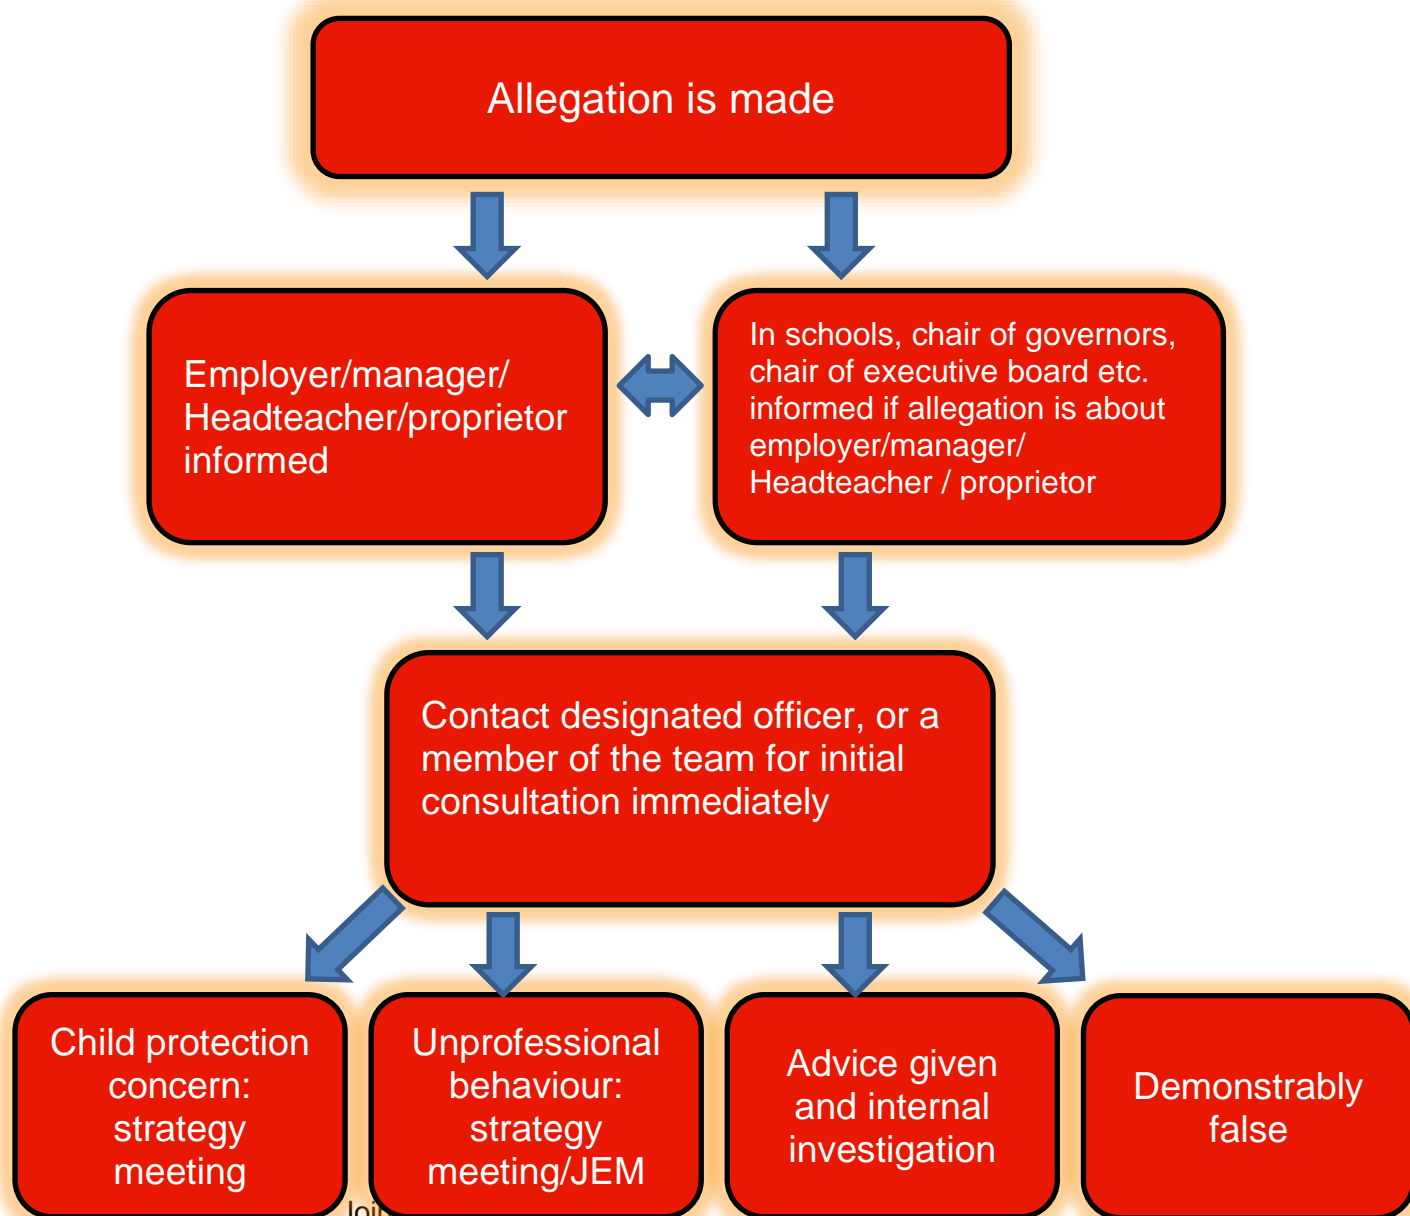 Allegation is made
Employer/manager/
Headteacher/proprietor
informed
In schools, chair of governors,
chair of executive board etc.
informed if allegation is about
employer/manager/
Headteacher / proprietor
Contact designated officer, or a
member of the team for initial
consultation immediately
Child protection
concern:
strategy
meeting
Unprofessional
behaviour:
strategy
meeting/JEM
Advice given
and internal
investigation
Demonstrably
false